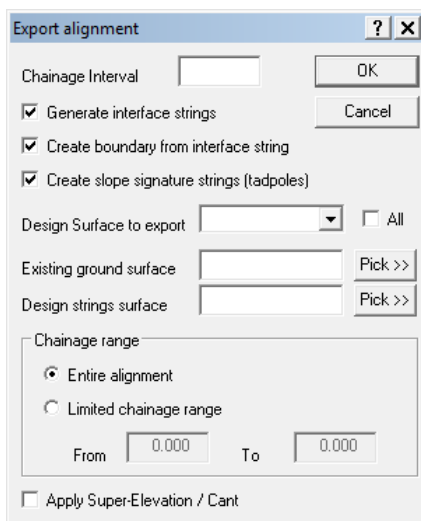 Export alignment ?
Chainage Interval OK
Generate interface strings Cancel
Create boundary from interface string
Create slope signature strings (tadpoles)
Design Surface to export All
Existing ground surface Pick >>
Design strings surface Pick >>
Chainage range
Entire alignment
Limited chainage range
From 0.000 To 0.000
Apply Super-Elevation / Cant